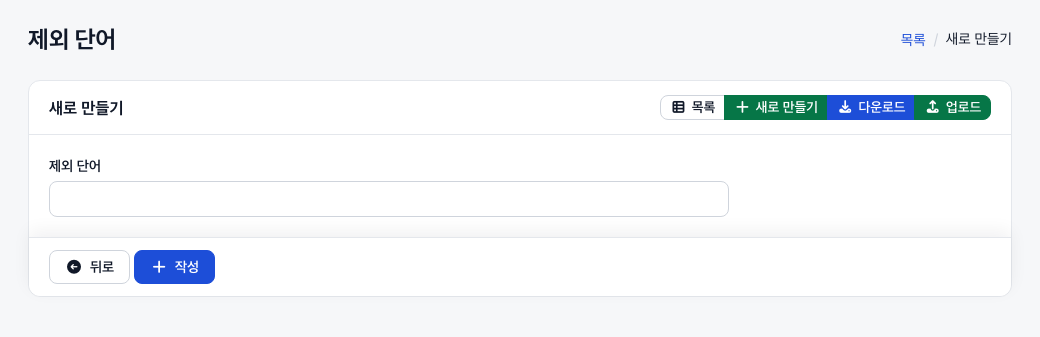 제외 단어
목록 / 새로 만들기
새로 만들기
목록 새로 만들기 다운로드 업로드
제외 단어
뒤로 작성